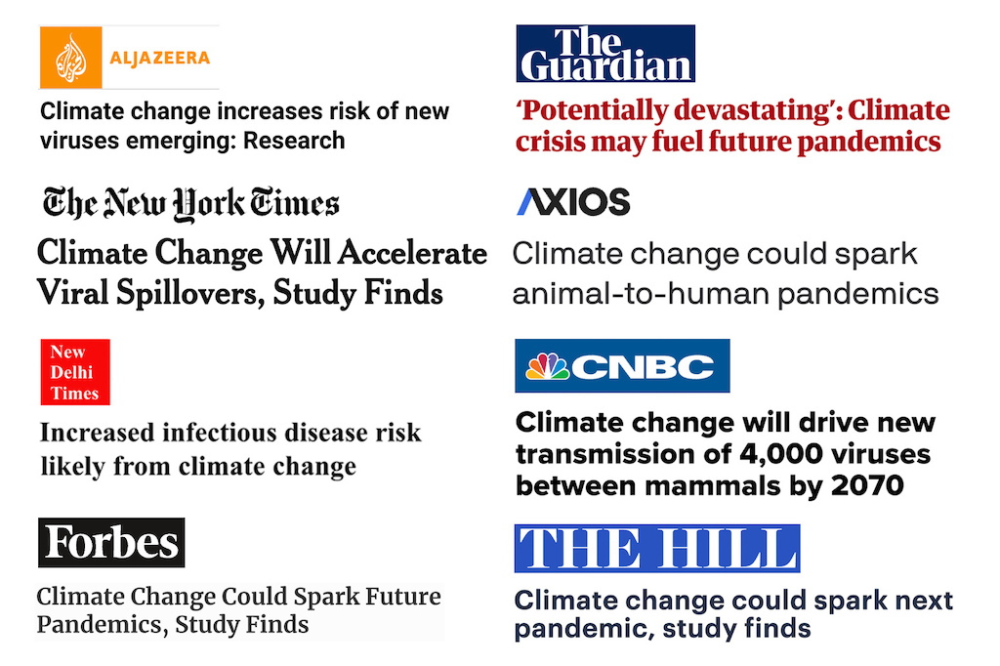 ALJAZEERA
Climate change increases risk of new
viruses emerging: Research
The New York Times
Climate Change Will Accelerate
Viral Spillovers, Study Finds
New
Delhi
Times
Increased infectious disease risk
likely from climate change
Forbes
Climate Change Could Spark Future
Pandemics, Study Finds
The
Guardian
‘Potentially devastating’: Climate
crisis may fuel future pandemics
AXIOS
Climate change could spark
animal-to-human pandemics
CNBC
Climate change will drive new
transmission of 4,000 viruses
between mammals by 2070
THE HILL
Climate change could spark next
pandemic, study finds